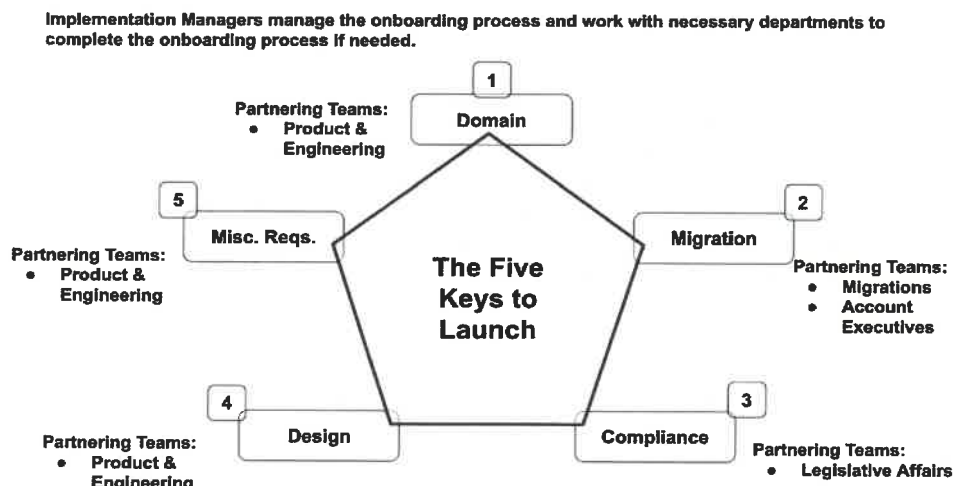 Implementation Managers manage the onboarding process and work with necessary departments to
complete the onboarding process if needed.
1
Domain
Partnering Teams:
● Product &
Engineering
2
Migration
Partnering Teams:
● Migrations
● Account
Executives
3
Compliance
Partnering Teams:
● Legislative Affairs
4
Design
Partnering Teams:
● Product &
Engineering
5
Misc. Reqs.
Partnering Teams:
● Product &
Engineering
The Five
Keys to
Launch